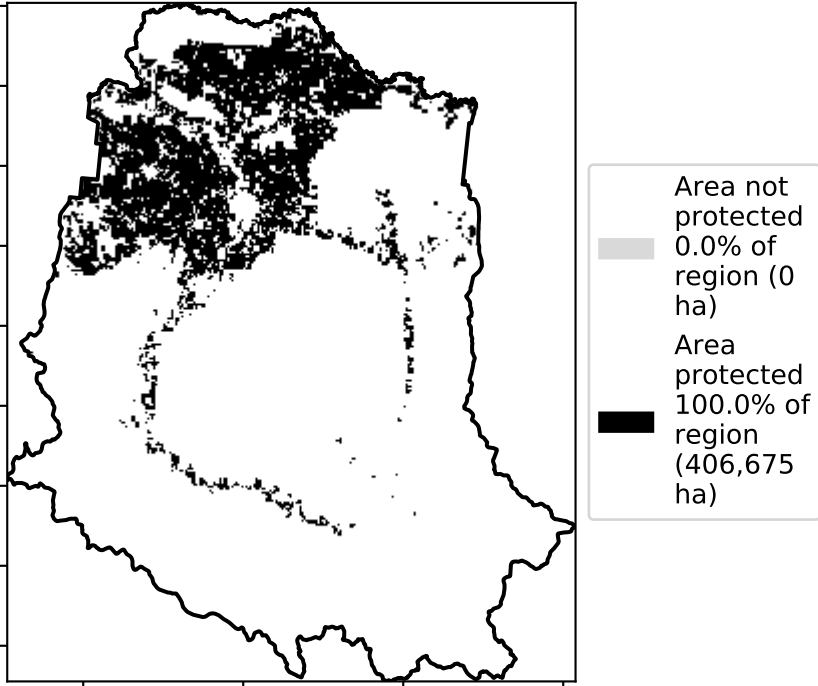 Area not
protected
0.0% of
region (0
ha)
Area
protected
100.0% of
region
(406,675
ha)